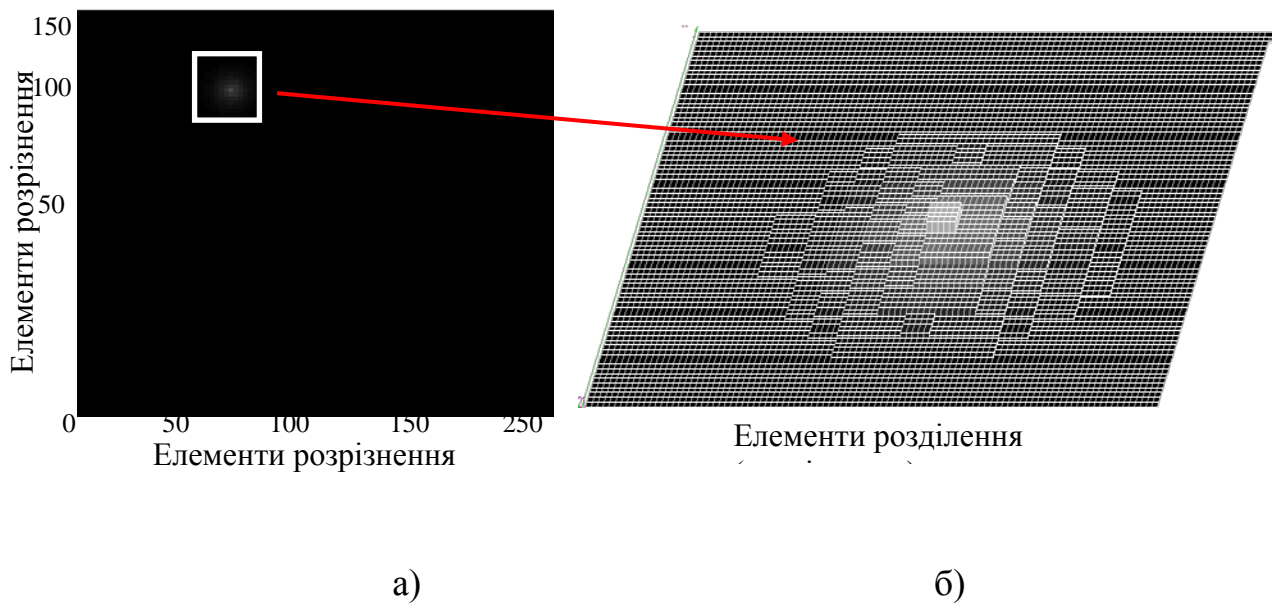 150
100
50
0
Елементи розрізнення
50 100 150 250
Елементи розрізнення
Елементи розділення
а)
б)